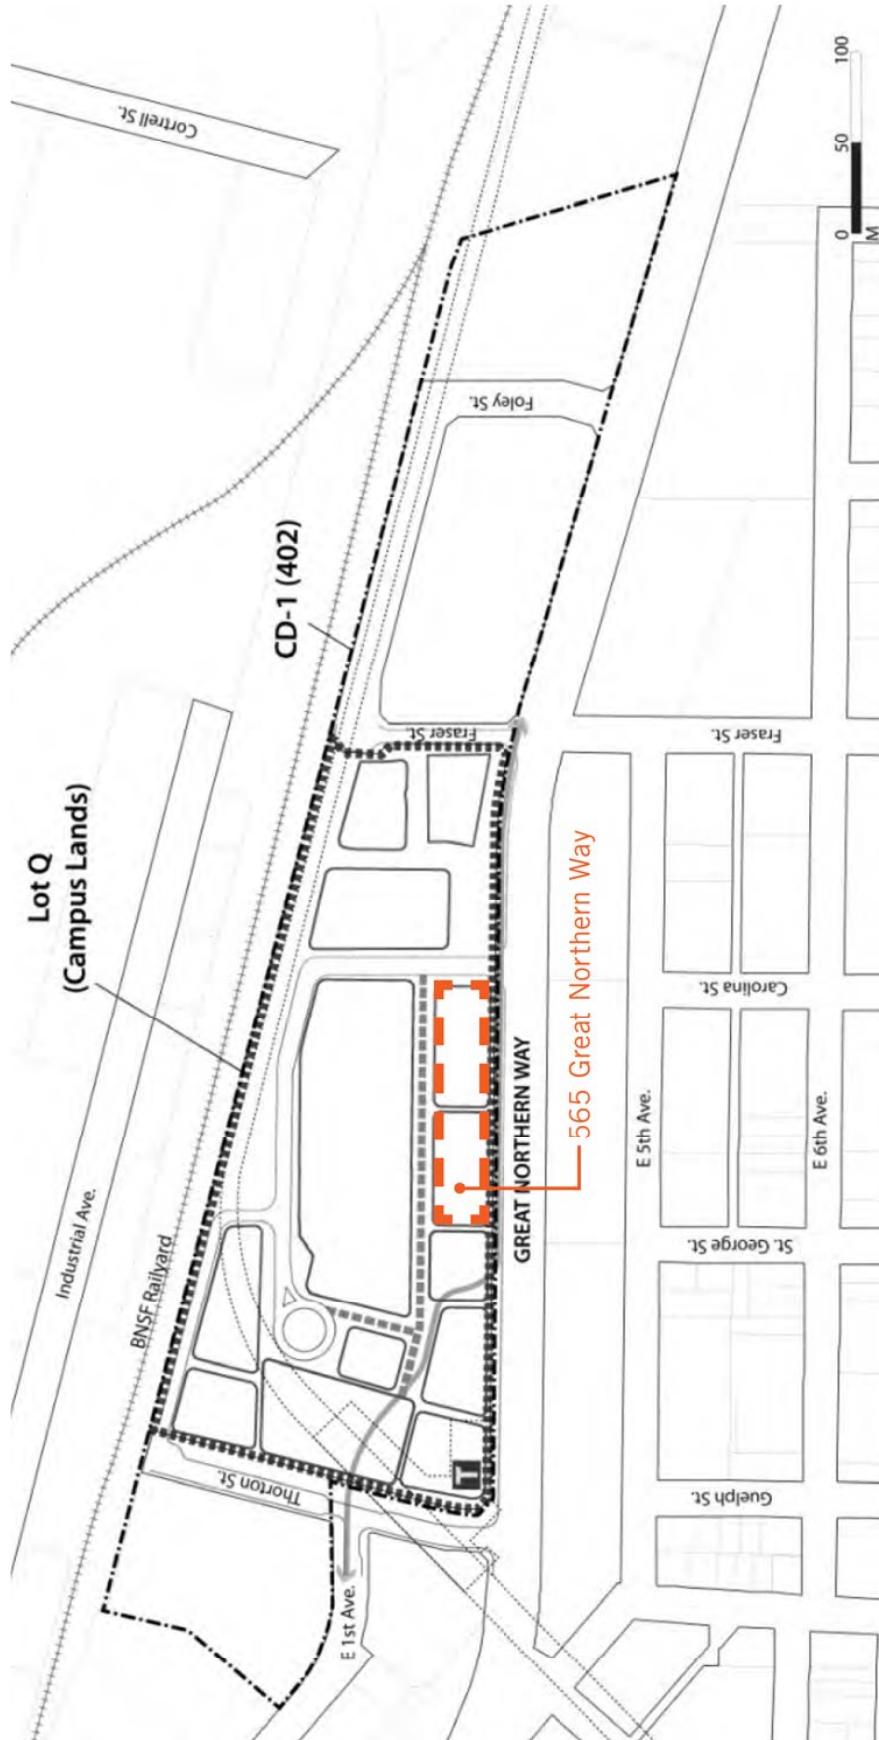 Cottrell St.
100
50
0
M
Foley St.
CD-1 (402)
Fraser St.
Fraser St.
Lot Q
(Campus Lands)
565 Great Northern Way
Carolina St.
GREAT NORTHERN WAY
E 5th Ave.
E 6th Ave.
Industrial Ave.
BNSF Railyard
St. George St.
T
Thorton St.
Guelph St.
E 1st Ave.